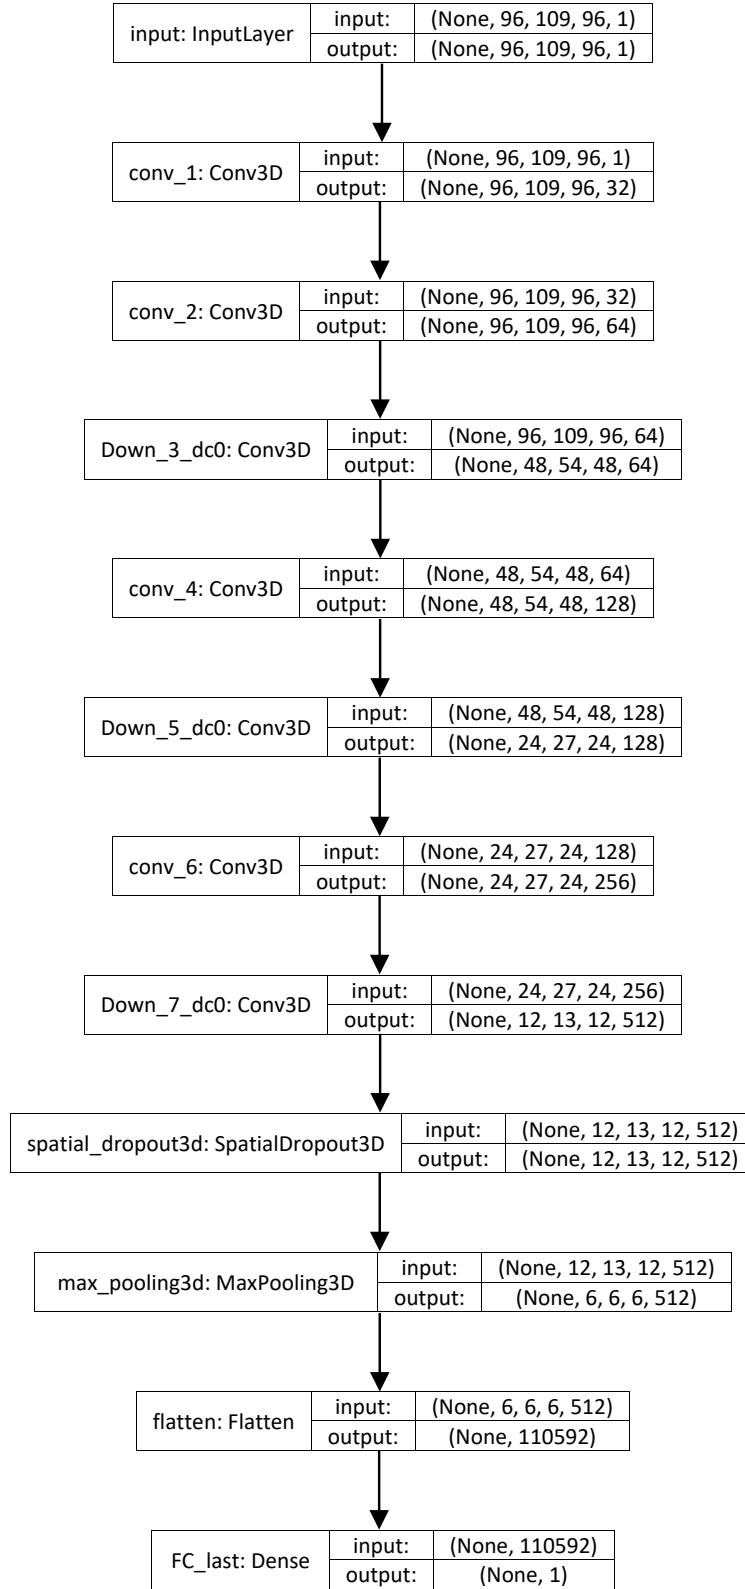 input: InputLayer
input: (None, 96, 109, 96, 1)
output: (None, 96, 109, 96, 1)
conv_1: Conv3D
input: (None, 96, 109, 96, 1)
output: (None, 96, 109, 96, 32)
conv_2: Conv3D
input: (None, 96, 109, 96, 32)
output: (None, 96, 109, 96, 64)
Down_3_dc0: Conv3D
input: (None, 96, 109, 96, 64)
output: (None, 48, 54, 48, 64)
conv_4: Conv3D
input: (None, 48, 54, 48, 64)
output: (None, 48, 54, 48, 128)
Down_5_dc0: Conv3D
input: (None, 48, 54, 48, 128)
output: (None, 24, 27, 24, 128)
conv_6: Conv3D
input: (None, 24, 27, 24, 128)
output: (None, 24, 27, 24, 256)
Down_7_dc0: Conv3D
input: (None, 24, 27, 24, 256)
output: (None, 12, 13, 12, 512)
spatial_dropout3d: SpatialDropout3D
input: (None, 12, 13, 12, 512)
output: (None, 12, 13, 12, 512)
max_pooling3d: MaxPooling3D
input: (None, 12, 13, 12, 512)
output: (None, 6, 6, 6, 512)
flatten: Flatten
input: (None, 6, 6, 6, 512)
output: (None, 110592)
FC_last: Dense
input: (None, 110592)
output: (None, 1)